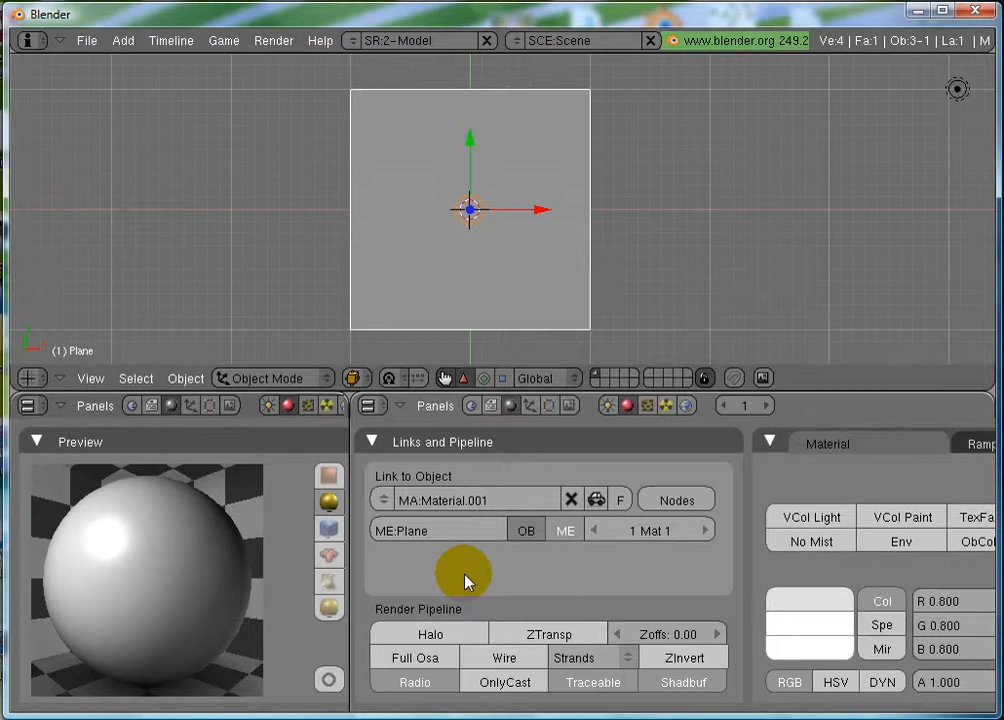 Blender
File Add Timeline Game Render Help SR:2-Model SCE:Scene www.blender.org 249.2 Ve:4 | Fa:1 | Ob:3-1 | La:1 | M
(1) Plane
View Select Object Object Mode Global
Panels Panels 1
Preview Links and Pipeline Material Ramp
Link to Object
MA:Material.001 F Nodes
VCol Light VCol Paint TexFa
ME:Plane OB ME 1 Mat 1
No Mist Env ObCol
Render Pipeline Col R 0.800
Halo ZTransp Zoffs: 0.00 Spe G 0.800
Full Osa Wire Strands ZInvert Mir B 0.800
Radio OnlyCast Traceable Shadbuf RGB HSV DYN A 1.000